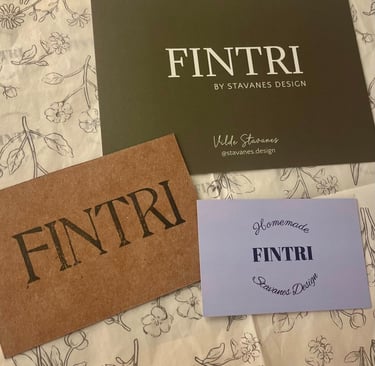 FINTRI
BY STAVANES DESIGN
Vilde Stavanes
@stavanes.design
FINTRI
Homemade
FINTRI
Stavanes Design